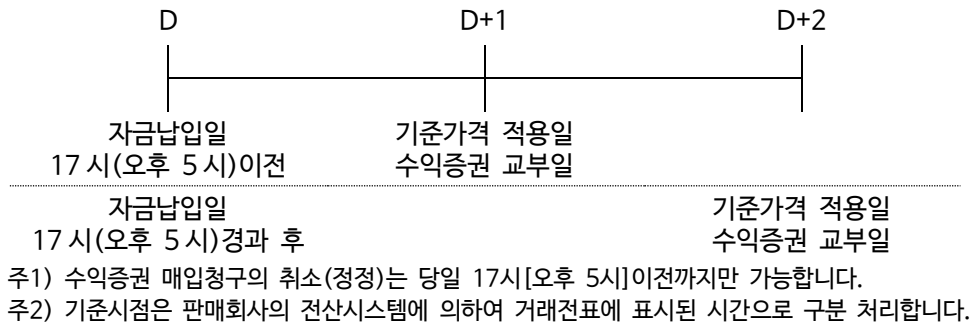 D D+1 D+2
자금납입일 기준가격 적용일
17시(오후 5시)이전 수익증권 교부일
자금납입일 기준가격 적용일
17시(오후 5시)경과 후 수익증권 교부일
주1) 수익증권 매입청구의 취소(정정)는 당일 17시[오후 5시]이전까지만 가능합니다.
주2) 기준시점은 판매회사의 전산시스템에 의하여 거래전표에 표시된 시간으로 구분 처리합니다.